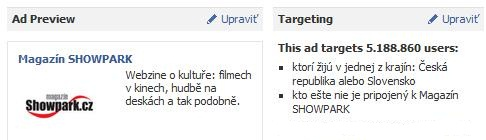 Ad Preview
Upraviť
Magazín SHOWPARK
magazín
Showpark.cz
Webzine o kultuře: filmech
v kinech, hudbě na
deskách a tak podobně.
Targeting
Upraviť
This ad targets 5.188.860 users:
ktorí žijú v jednej z krajín: Česká
republika alebo Slovensko
kto ešte nie je pripojený k Magazín
SHOWPARK